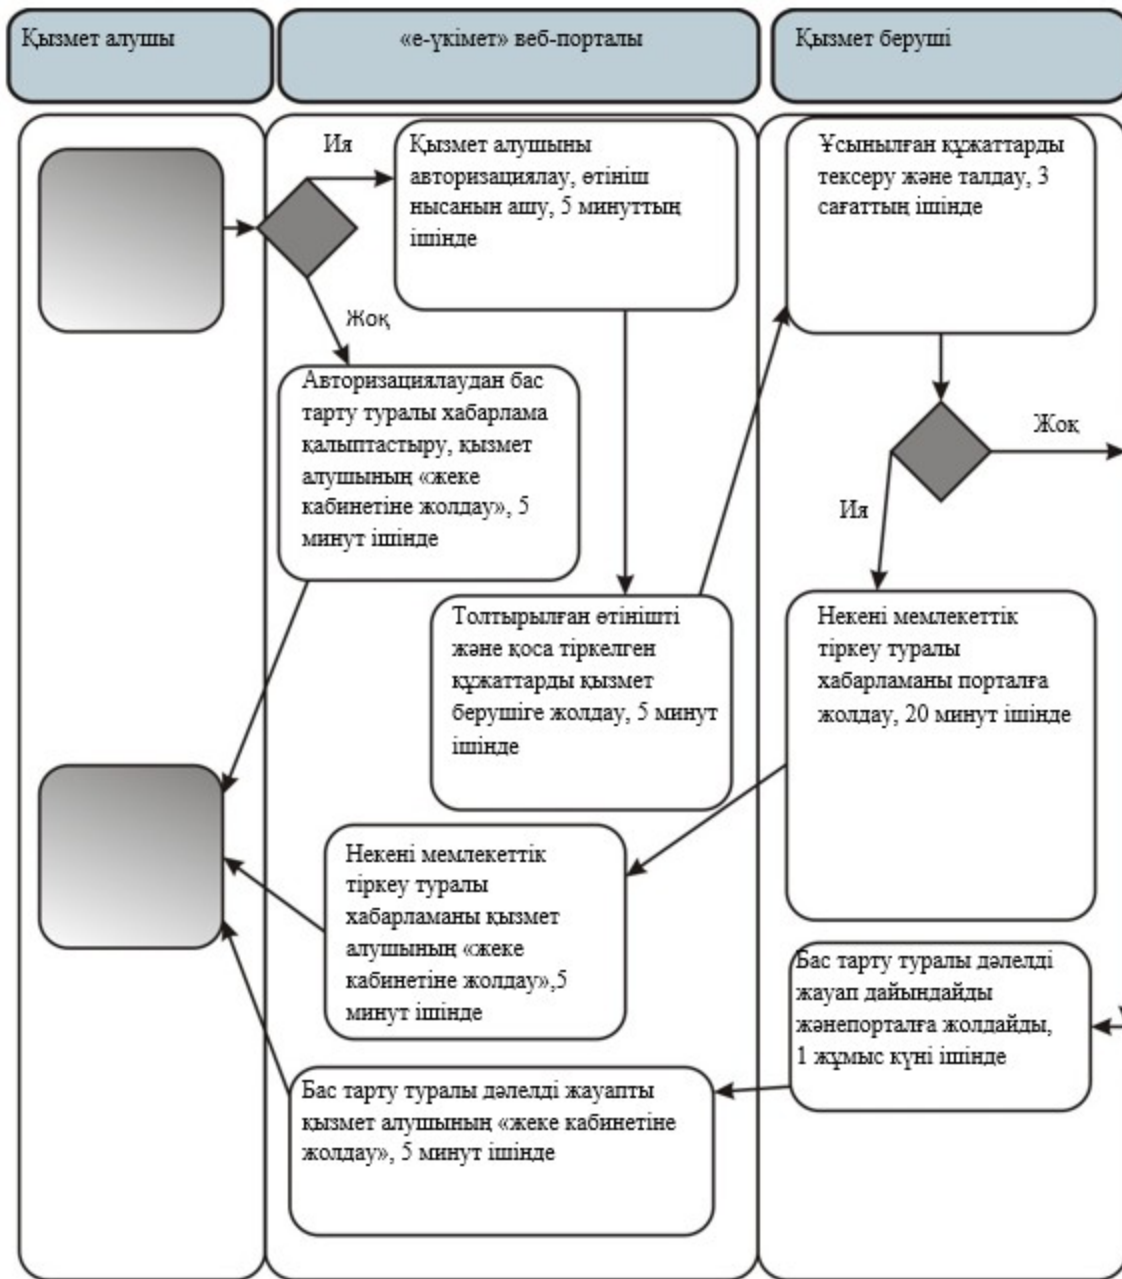 Қызмет алушы
«е-үкімет» веб-порталы
Қызмет беруші
Ия
Қызмет алушыны
авторизациялау, өтініш
нысанын ашу, 5 минуттың
ішінде
Жоқ
Авторизациялаудан бас
тарту туралы хабарлама
қалыптастыру, қызмет
алушының «жеке
кабинетіне жолдау», 5
минут ішінде
Толтырылған өтінішті
және қоса тіркелген
құжаттарды қызмет
берушіге жолдау, 5 минут
ішінде
Ұсынылған құжаттарды
тексеру және талдау, 3
сағаттың ішінде
Жоқ
Ия
Некені мемлекеттік
тіркеу туралы
хабарламаны порталға
жолдау, 20 минут ішінде
Некені мемлекеттік
тіркеу туралы
хабарламаны қызмет
алушының «жеке
кабинетіне жолдау»,5
минут ішінде
Бас тарту туралы дәлелді
жауап дайындайды
жәнепорталға жолдайды,
1 жұмыс күні ішінде
Бас тарту туралы дәлелді жауапты
қызмет алушының «жеке кабинетіне
жолдау», 5 минут ішінде